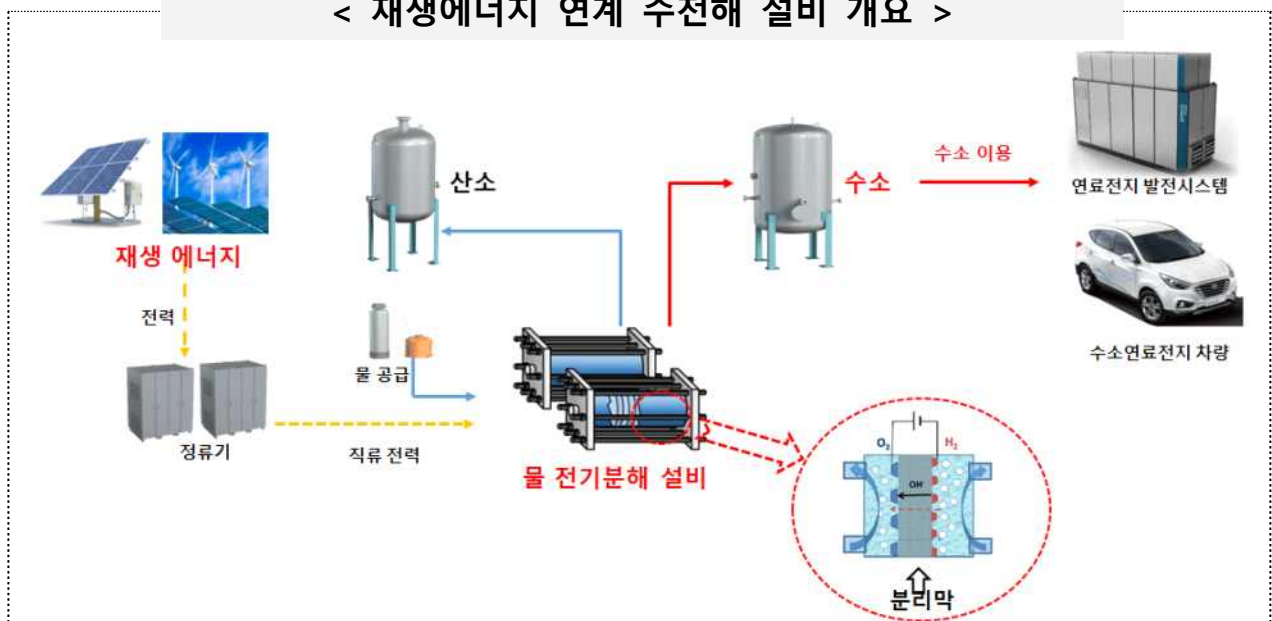 < 재생에너지 연계 수전해 설비 개요 >
산소
수소
수소 이용
연료전지 발전시스템
재생 에너지
전력
물 공급
수소연료전지 차량
정류기
직류 전력
물 전기분해 설비
O₂
H₂
OH⁻
분리막